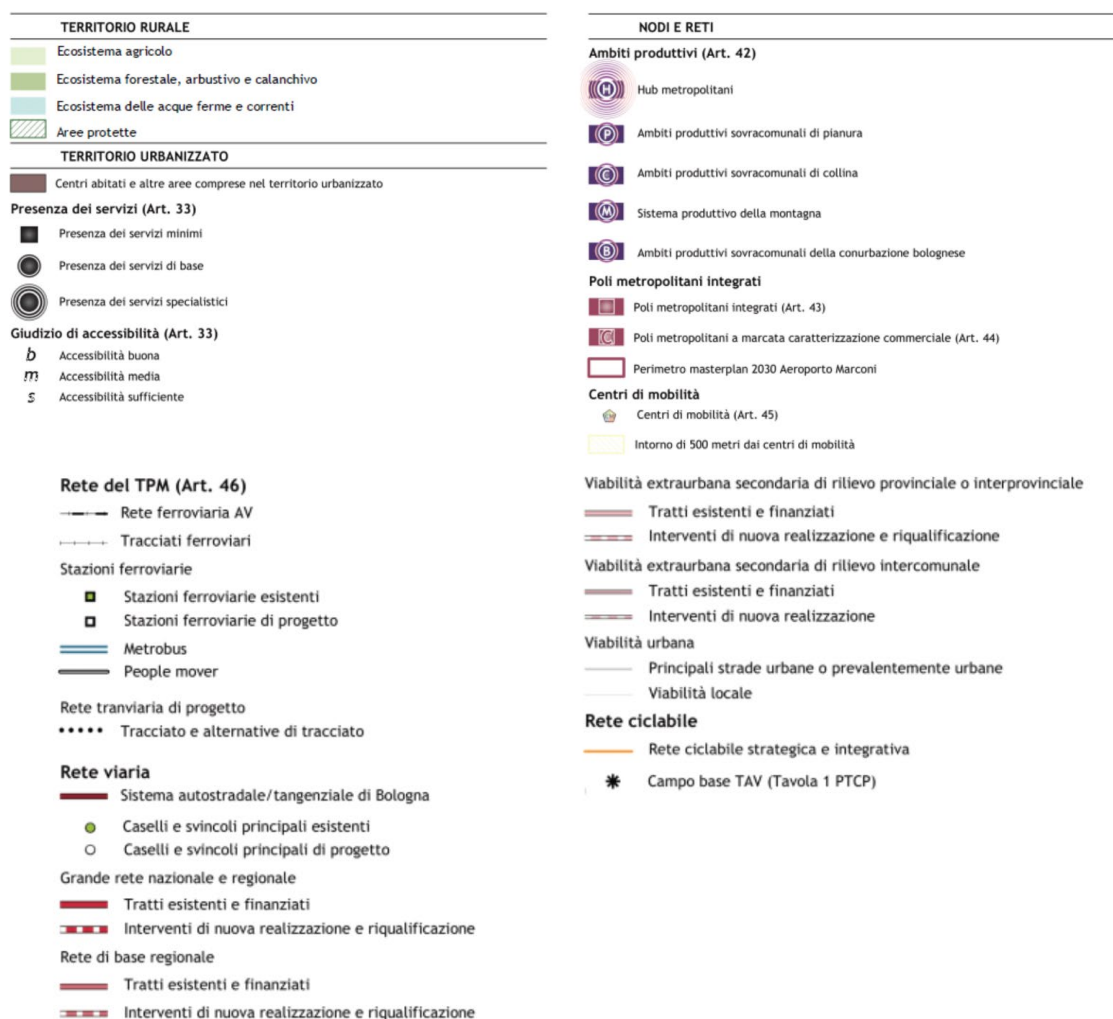 TERRITORIO RURALE
Ecosistema agricolo
Ecosistema forestale, arbustivo e calanchivo
Ecosistema delle acque ferme e correnti
Aree protette
TERRITORIO URBANIZZATO
Centri abitati e altre aree comprese nel territorio urbanizzato
Presenza dei servizi (Art. 33)
Presenza dei servizi minimi
Presenza dei servizi di base
Presenza dei servizi specialistici
Giudizio di accessibilità (Art. 33)
b Accessibilità buona
m Accessibilità media
s Accessibilità sufficiente
NODI E RETI
Ambiti produttivi (Art. 42)
H Hub metropolitani
P Ambiti produttivi sovracomunali di pianura
C Ambiti produttivi sovracomunali di collina
M Sistema produttivo della montagna
B Ambiti produttivi sovracomunali della conurbazione bolognese
Poli metropolitani integrati
Poli metropolitani integrati (Art. 43)
C Poli metropolitani a marcata caratterizzazione commerciale (Art. 44)
Perimetro masterplan 2030 Aeroporto Marconi
Centri di mobilità
Centri di mobilità (Art. 45)
Intorno di 500 metri dai centri di mobilità
Rete del TPM (Art. 46)
Rete ferroviaria AV
Tracciati ferroviari
Stazioni ferroviarie
Stazioni ferroviarie esistenti
Stazioni ferroviarie di progetto
Metrobus
People mover
Rete tranviaria di progetto
Tracciato e alternative di tracciato
Rete viaria
Sistema autostradale/tangenziale di Bologna
Caselli e svincoli principali esistenti
Caselli e svincoli principali di progetto
Grande rete nazionale e regionale
Tratti esistenti e finanziati
Interventi di nuova realizzazione e riqualificazione
Rete di base regionale
Tratti esistenti e finanziati
Interventi di nuova realizzazione e riqualificazione
Viabilità extraurbana secondaria di rilievo provinciale o interprovinciale
Tratti esistenti e finanziati
Interventi di nuova realizzazione e riqualificazione
Viabilità extraurbana secondaria di rilievo intercomunale
Tratti esistenti e finanziati
Interventi di nuova realizzazione
Viabilità urbana
Principali strade urbane o prevalentemente urbane
Viabilità locale
Rete ciclabile
Rete ciclabile strategica e integrativa
Campo base TAV (Tavola 1 PTCP)